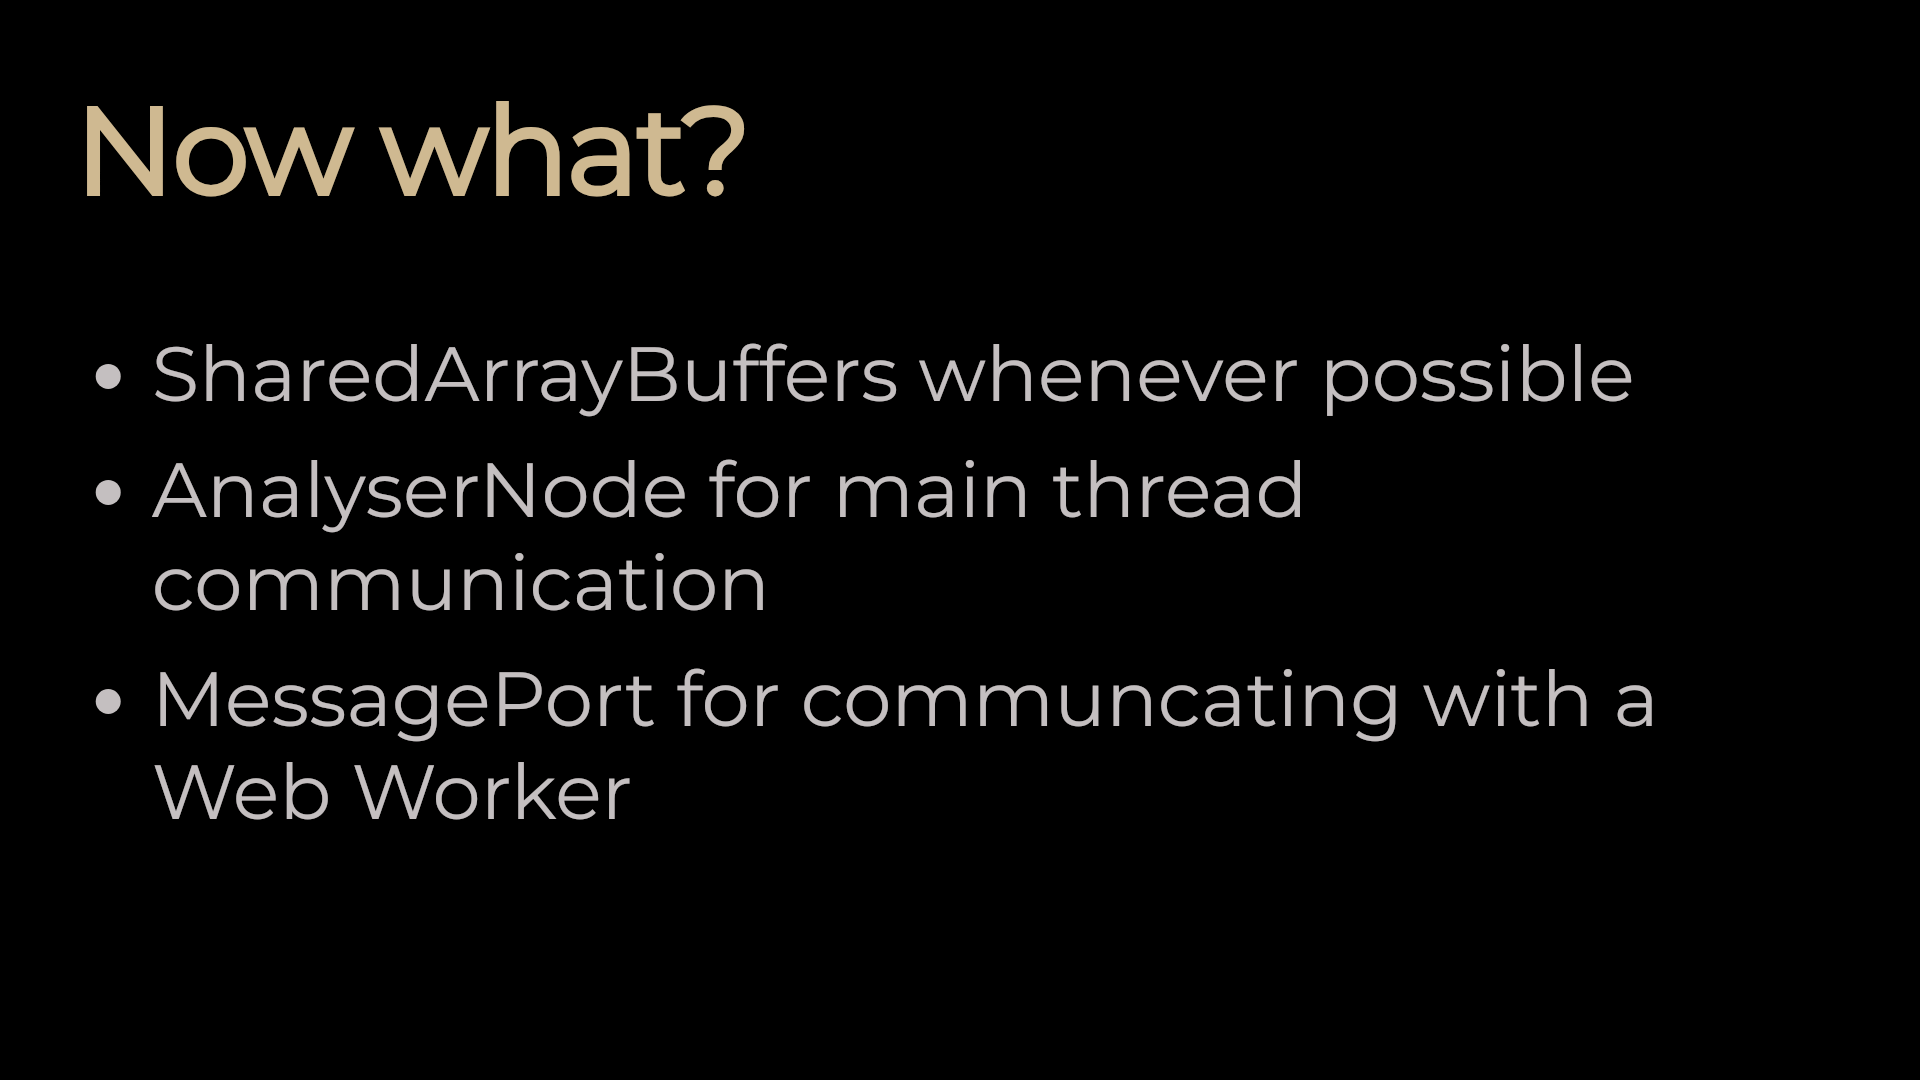 Now what?
• SharedArrayBuffers whenever possible
• AnalyserNode for main thread
communication
• MessagePort for communcating with a
Web Worker